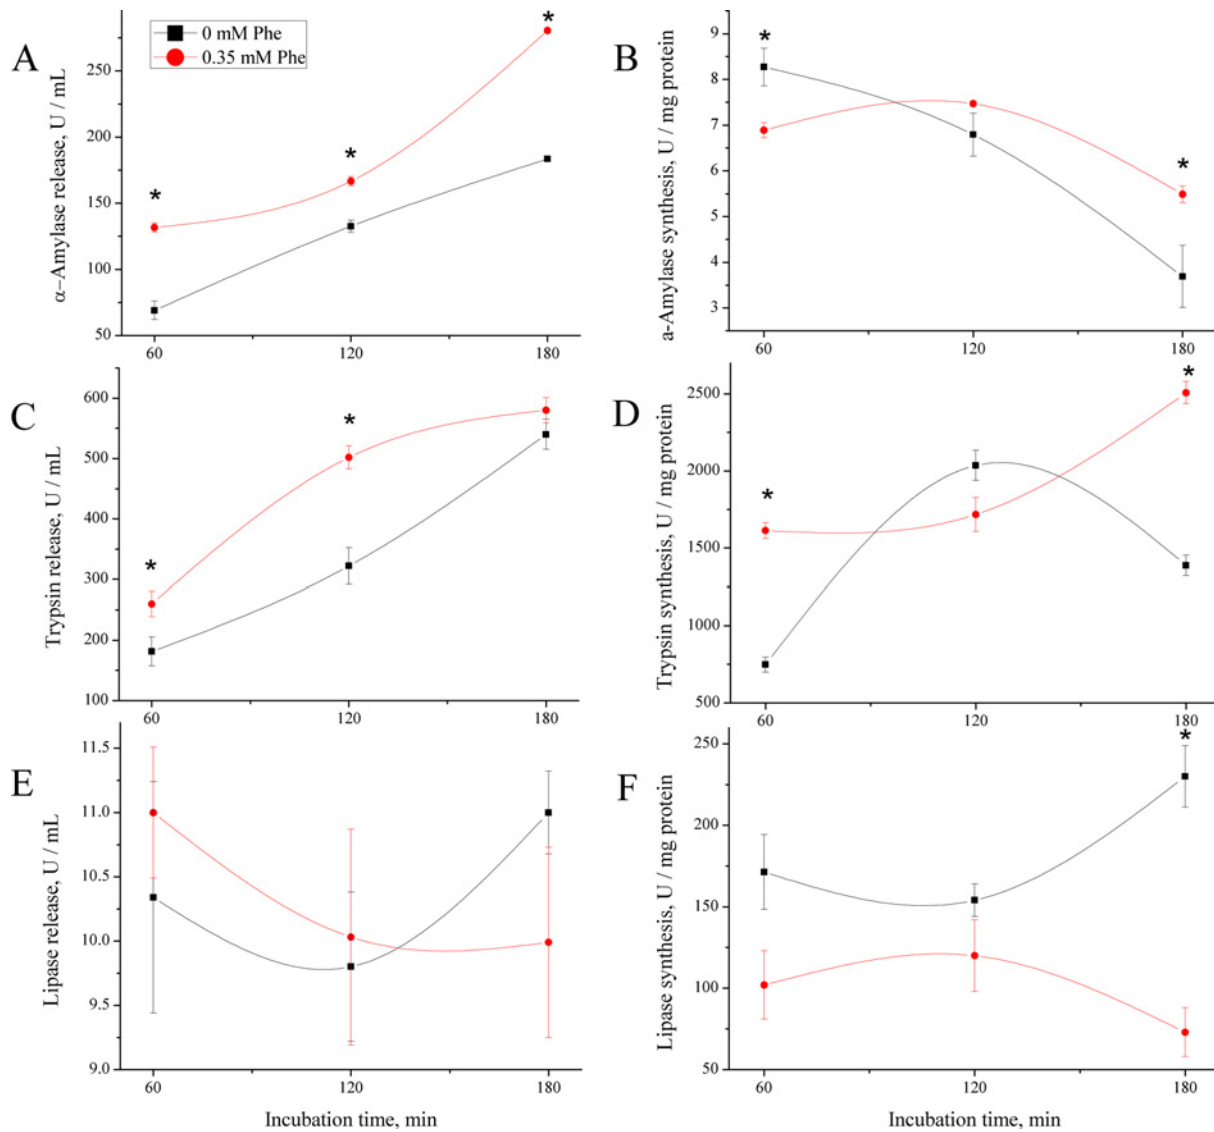 A
0 mM Phe
0.35 mM Phe
* * *
α−Amylase release, U / mL
250
200
150
100
50
60 120 180
B
* *
a-Amylase synthesis, U / mg protein
9
8
7
6
5
4
3
60 120 180
C
* *
Trypsin release, U / mL
600
500
400
300
200
100
60 120 180
D
* *
Trypsin synthesis, U / mg protein
2500
2000
1500
1000
500
60 120 180
E
Lipase release, U / mL
11.5
11.0
10.5
10.0
9.5
9.0
60 120 180
Incubation time, min
F
*
Lipase synthesis, U / mg protein
250
200
150
100
50
60 120 180
Incubation time, min